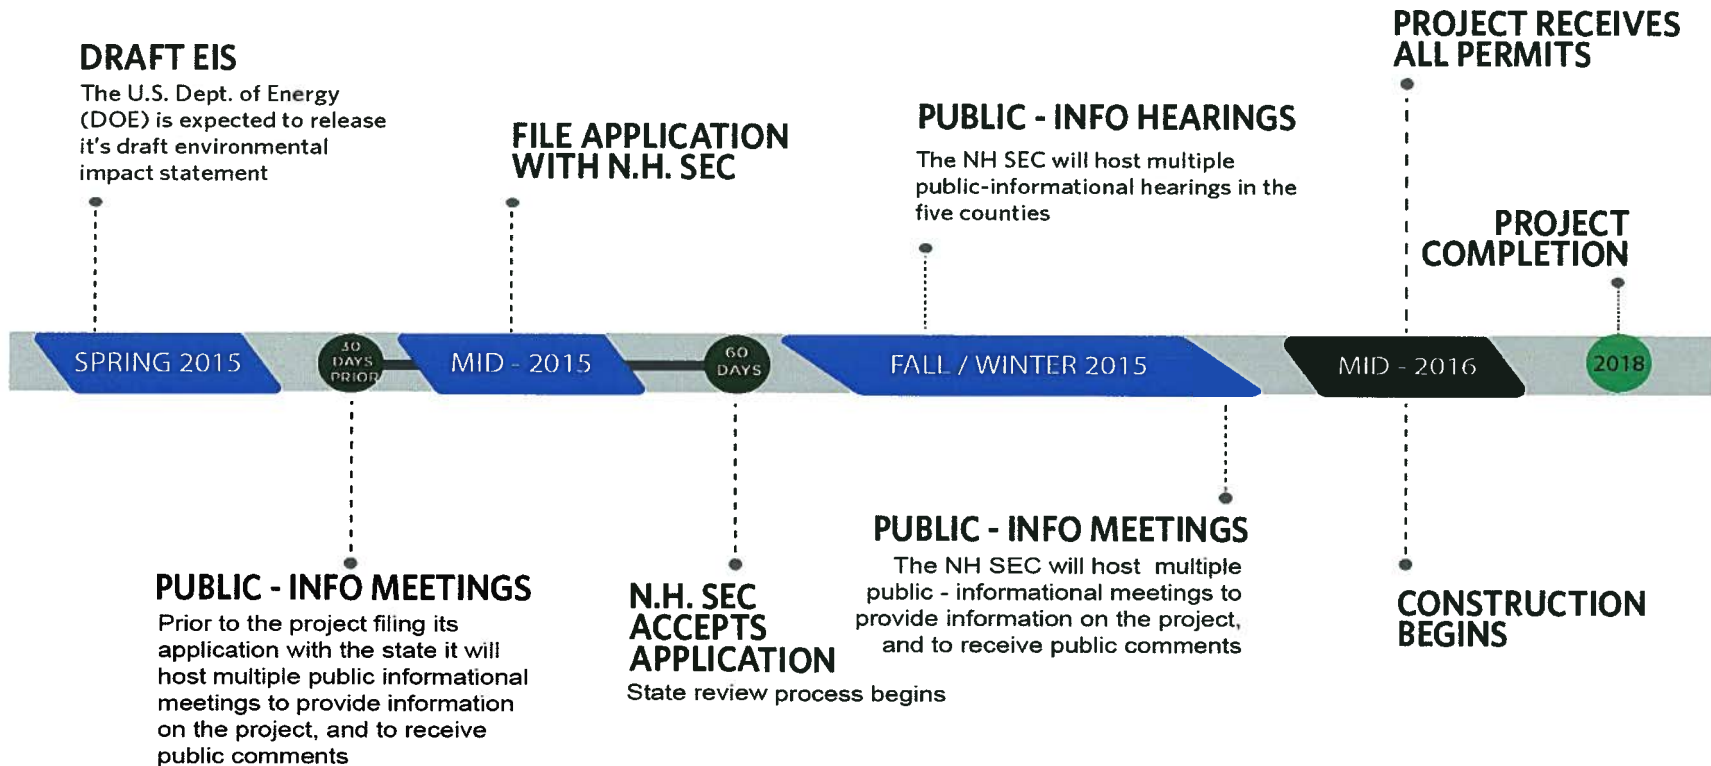 DRAFT EIS
The U.S. Dept. of Energy
(DOE) is expected to release
it's draft environmental
impact statement
FILE APPLICATION
WITH N.H. SEC
PUBLIC - INFO HEARINGS
The NH SEC will host multiple
public-informational hearings in the
five counties
PROJECT RECEIVES
ALL PERMITS
PROJECT
COMPLETION
SPRING 2015
30
DAYS
PRIOR
MID - 2015
60
DAYS
FALL / WINTER 2015
MID - 2016
2018
PUBLIC - INFO MEETINGS
Prior to the project filing its
application with the state it will
host multiple public informational
meetings to provide information
on the project, and to receive
public comments
N.H. SEC
ACCEPTS
APPLICATION
State review process begins
PUBLIC - INFO MEETINGS
The NH SEC will host multiple
public - informational meetings to
provide information on the project,
and to receive public comments
CONSTRUCTION
BEGINS